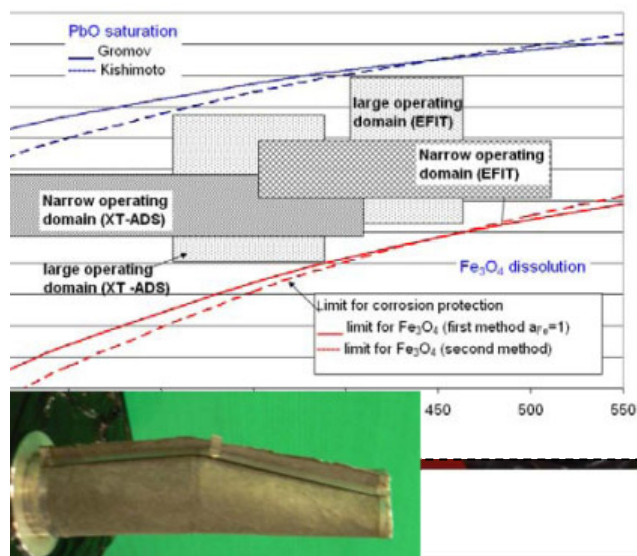 PbO saturation
Gromov
Kishimoto
large operating
domain (EFIT)
Narrow operating
domain (EFIT)
Narrow operating
domain (XT-ADS)
large operating
domain (XT -ADS)
Fe₃O₄ dissolution
Limit for corrosion protection
limit for Fe₃O₄ (first method aFe=1)
limit for Fe₃O₄ (second method)
450 500 550